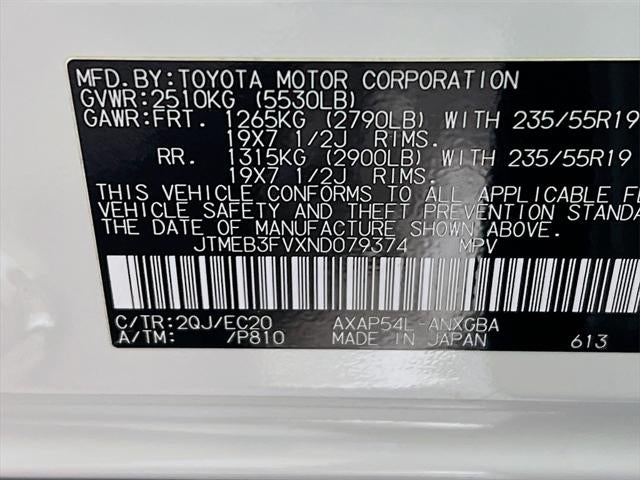 MFD.BY:TOYOTA MOTOR CORPORATION
GVWR:2510KG (5530LB)
GAWR:FRT. 1265KG (2790LB) WITH 235/55R19
19X7 1/2J RIMS.
RR. 1315KG (2900LB) WITH 235/55R19
19X7 1/2J RIMS.
THIS VEHICLE CONFORMS TO ALL APPLICABLE FE
VEHICLE SAFETY AND THEFT PREVENTION STANDA
THE DATE OF MANUFACTURE SHOWN ABOVE.
JTMEB3FVXND079374 MPV
C/TR:2QJ/EC20 AXAP54L-ANXGBA
A/TM: /P810 MADE IN JAPAN 613